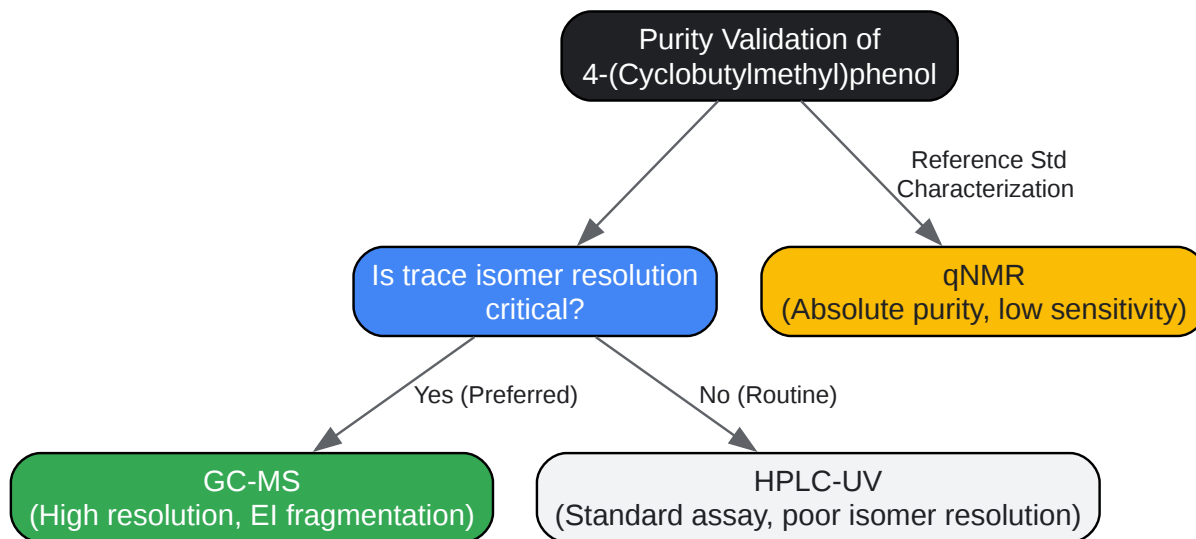 Purity Validation of
4-(Cyclobutylmethyl)phenol
Reference Std
Characterization
Is trace isomer resolution
critical?
qNMR
(Absolute purity, low sensitivity)
Yes (Preferred)
No (Routine)
GC-MS
(High resolution, EI fragmentation)
HPLC-UV
(Standard assay, poor isomer resolution)